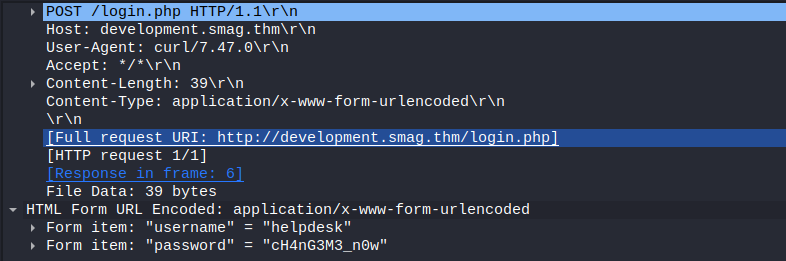 POST /login.php HTTP/1.1\r\n
Host: development.smag.thm\r\n
User-Agent: curl/7.47.0\r\n
Accept: */*\r\n
Content-Length: 39\r\n
Content-Type: application/x-www-form-urlencoded\r\n
\r\n
[Full request URI: http://development.smag.thm/login.php]
[HTTP request 1/1]
[Response in frame: 6]
File Data: 39 bytes
HTML Form URL Encoded: application/x-www-form-urlencoded
Form item: "username" = "helpdesk"
Form item: "password" = "cH4nG3M3_n0w"